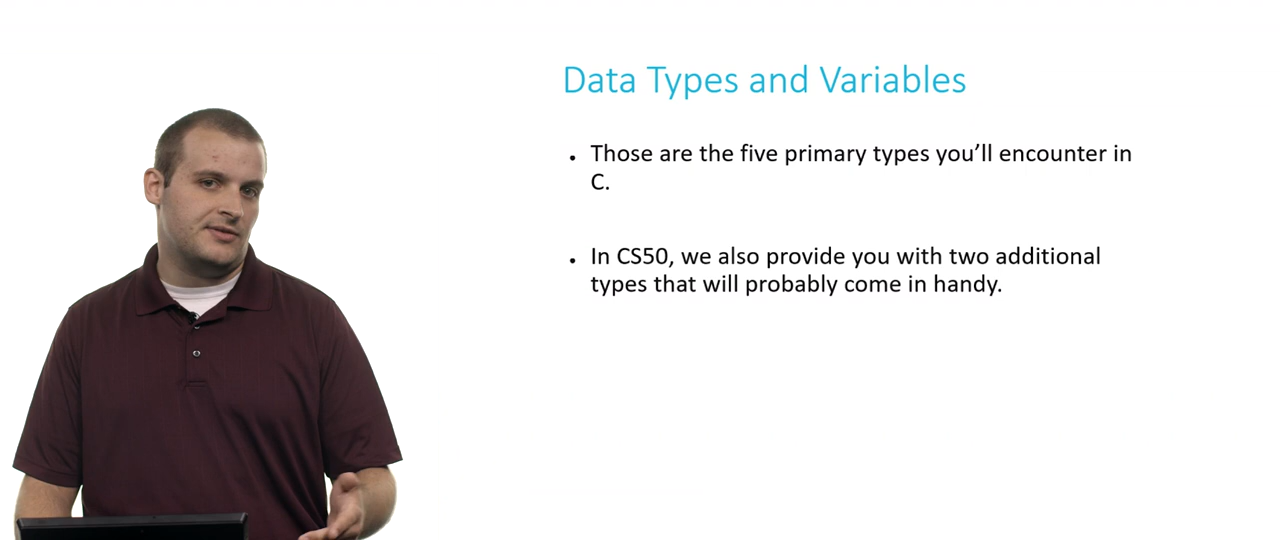 Data Types and Variables
• Those are the five primary types you’ll encounter in
C.
• In CS50, we also provide you with two additional
types that will probably come in handy.